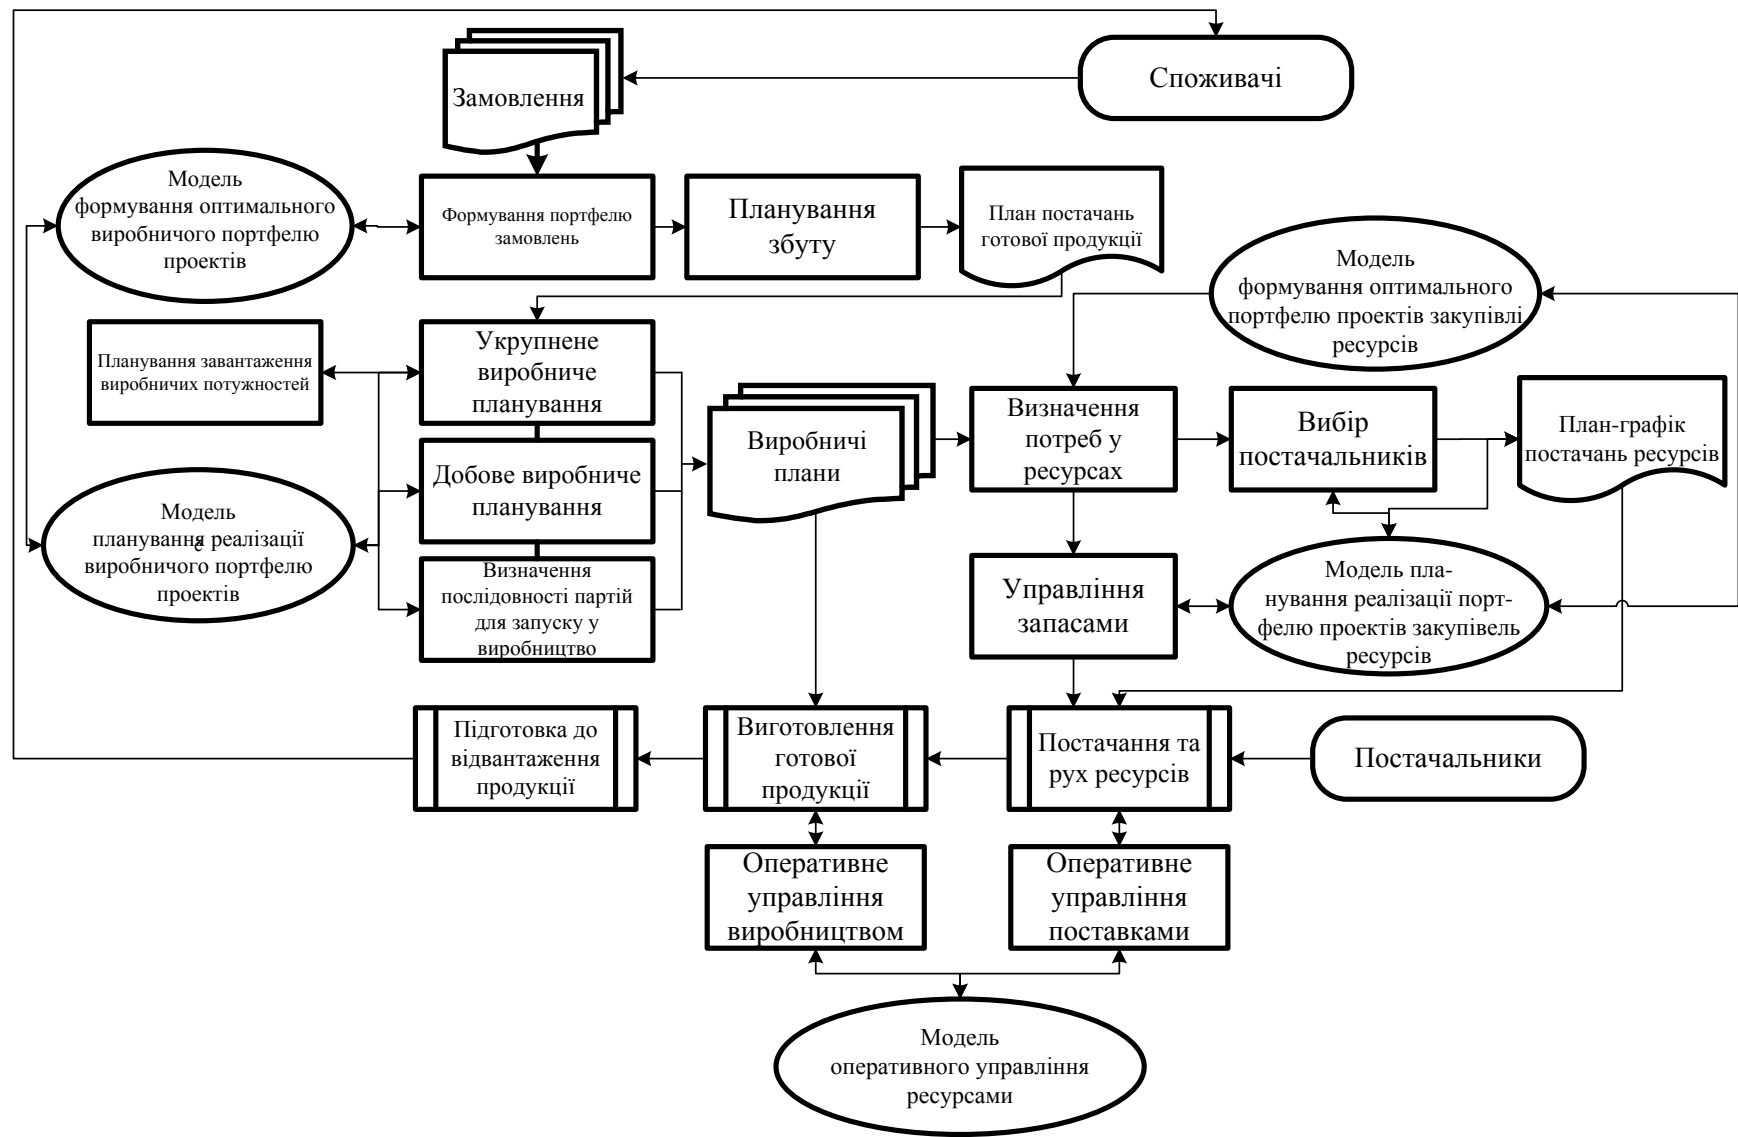 Споживачі
Замовлення
Модель
формування оптимального
виробничого портфелю
проектів
Формування портфелю
замовлень
Планування
збуту
План постачань
готової продукції
Модель
формування оптимального
портфелю проектів закупівлі
ресурсів
Планування завантаження
виробничих потужностей
Укрупнене
виробниче
планування
Добове виробниче
планування
Визначення
послідовності партій
для запуску у
виробництво
Виробничі
плани
Визначення
потреб у
ресурсах
Вибір
постачальників
План-графік
постачань ресурсів
Модель
планування реалізації
виробничого портфелю
проектів
Управління
запасами
Модель пла-
нування реалізації порт-
фелю проектів закупівель
ресурсів
Підготовка до
відвантаження
продукції
Виготовлення
готової
продукції
Постачання та
рух ресурсів
Постачальники
Оперативне
управління
виробництвом
Оперативне
управління
поставками
Модель
оперативного управління
ресурсами